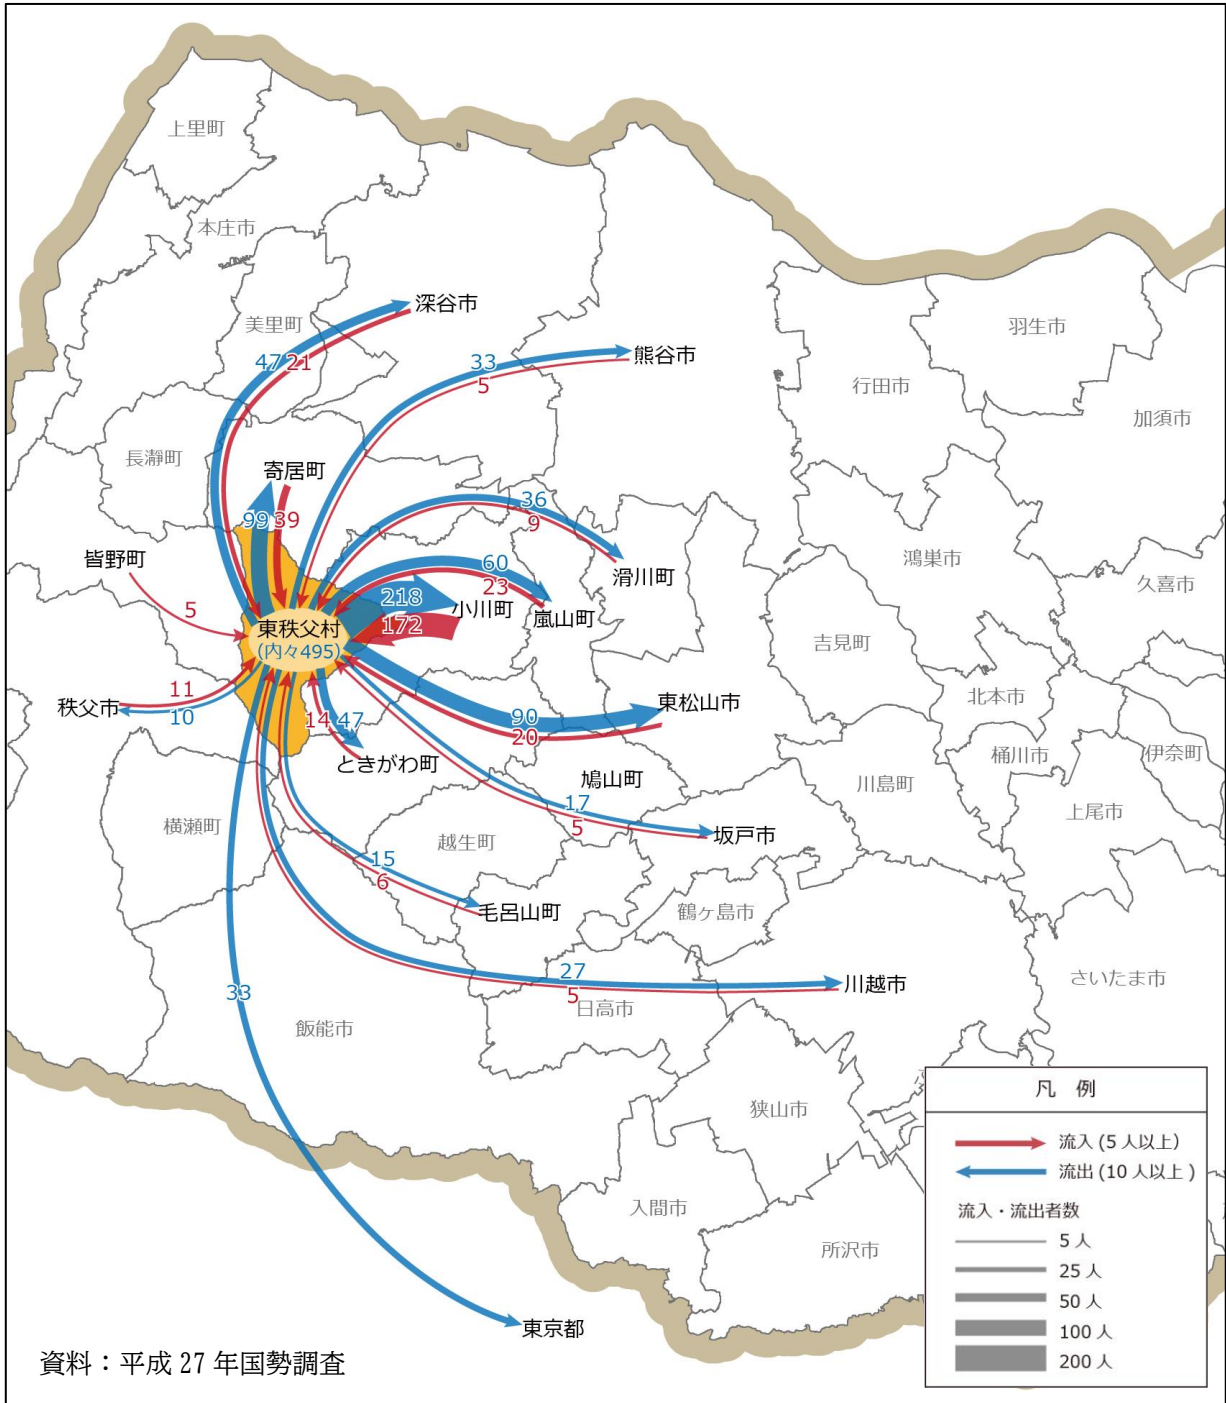 上里町
本庄市
深谷市
美里町
羽生市
熊谷市
47
21
33
5
行田市
加須市
長瀞町
寄居町
99
39
36
9
鴻巣市
皆野町
60
23
滑川町
久喜市
218
小川町
嵐山町
5
172
東秩父村
(内々495)
吉見町
11
秩父市
10
14
47
90
20
東松山市
北本市
ときがわ町
鳩山町
桶川市
伊奈町
川島町
17
5
上尾市
横瀬町
越生町
坂戸市
15
6
毛呂山町
鶴ヶ島市
27
5
川越市
さいたま市
33
日高市
飯能市
狭山市
入間市
所沢市
東京都
凡 例
流入(5人以上)
流出(10人以上)
流入・流出者数
5人
25人
50人
100人
200人
資料：平成27年国勢調査